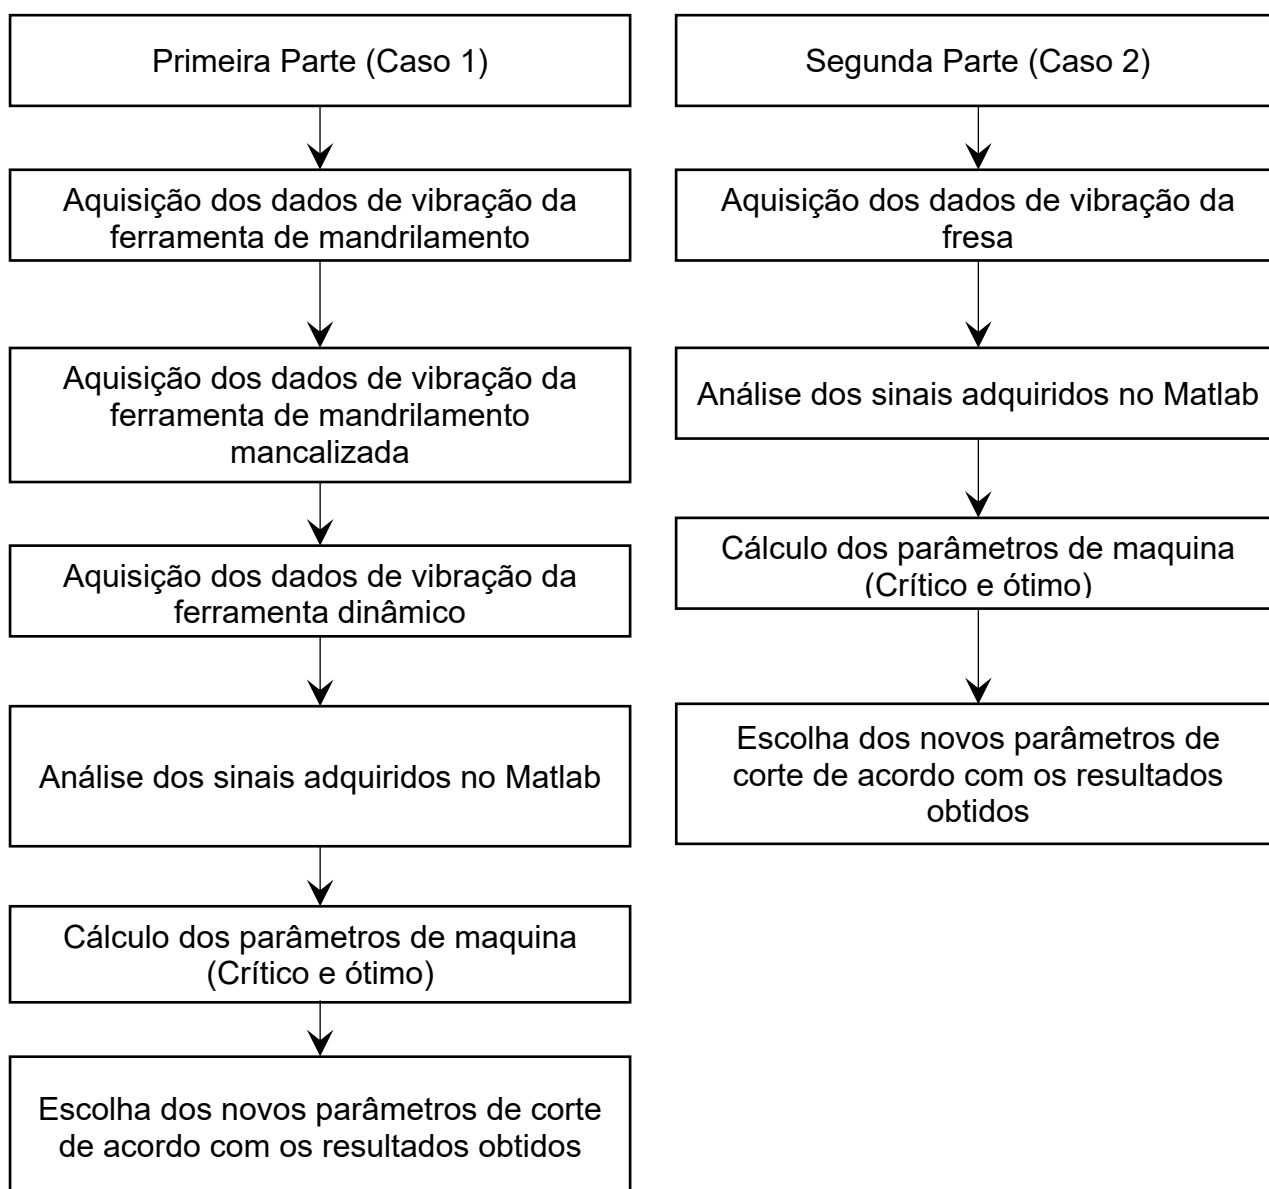 Primeira Parte (Caso 1)
Aquisição dos dados de vibração da
ferramenta de mandrilamento
Aquisição dos dados de vibração da
ferramenta de mandrilamento
mancalizada
Aquisição dos dados de vibração da
ferramenta dinâmico
Análise dos sinais adquiridos no Matlab
Cálculo dos parâmetros de maquina
(Crítico e ótimo)
Escolha dos novos parâmetros de corte
de acordo com os resultados obtidos
Segunda Parte (Caso 2)
Aquisição dos dados de vibração da
fresa
Análise dos sinais adquiridos no Matlab
Cálculo dos parâmetros de maquina
(Crítico e ótimo)
Escolha dos novos parâmetros de
corte de acordo com os resultados
obtidos